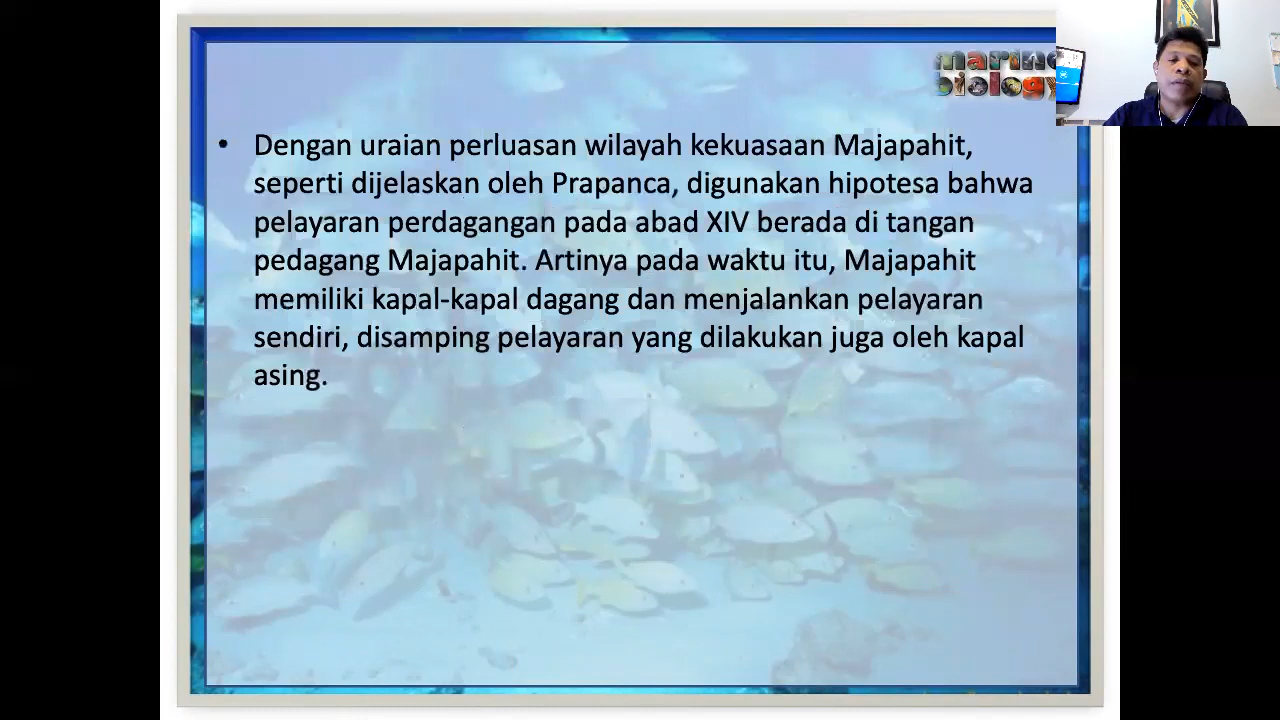 marine
biology
• Dengan uraian perluasan wilayah kekuasaan Majapahit,
seperti dijelaskan oleh Prapanca, digunakan hipotesa bahwa
pelayaran perdagangan pada abad XIV berada di tangan
pedagang Majapahit. Artinya pada waktu itu, Majapahit
memiliki kapal-kapal dagang dan menjalankan pelayaran
sendiri, disamping pelayaran yang dilakukan juga oleh kapal
asing.